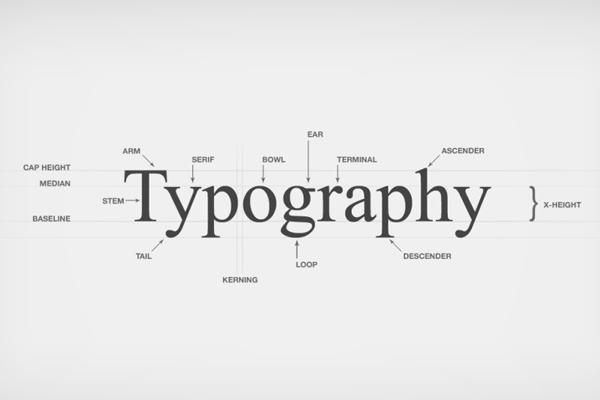 EAR
ARM
SERIF
BOWL
TERMINAL
ASCENDER
CAP HEIGHT
MEDIAN
STEM
Typography
X-HEIGHT
BASELINE
TAIL
LOOP
DESCENDER
KERNING